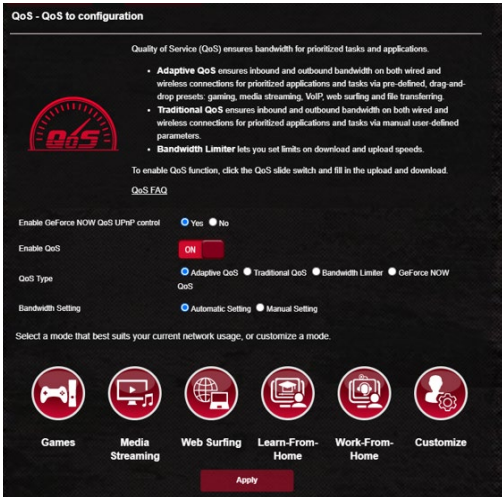 QoS - QoS to configuration
Quality of Service (QoS) ensures bandwidth for prioritized tasks and applications.
• Adaptive QoS ensures inbound and outbound bandwidth on both wired and
wireless connections for prioritized applications and tasks via pre-defined, drag-and-
drop presets: gaming, media streaming, VoIP, web surfing and file transferring.
• Traditional QoS ensures inbound and outbound bandwidth on both wired and
wireless connections for prioritized applications and tasks via manual user-defined
parameters.
• Bandwidth Limiter lets you set limits on download and upload speeds.
QoS
To enable QoS function, click the QoS slide switch and fill in the upload and download.
QoS FAQ
Enable GeForce NOW QoS UPnP control Yes No
Enable QoS ON
QoS Type Adaptive QoS Traditional QoS Bandwidth Limiter GeForce NOW
QoS
Bandwidth Setting Automatic Setting Manual Setting
Select a mode that best suits your current network usage, or customize a mode.
Games Media Web Surfing Learn-From- Work-From- Customize
Streaming Home Home
Apply